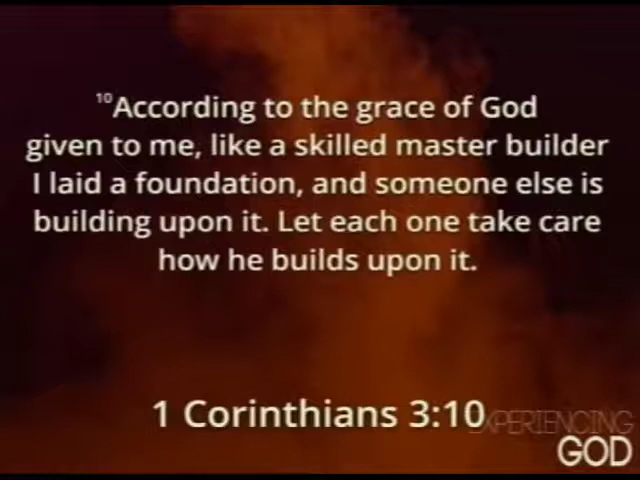 10According to the grace of God
given to me, like a skilled master builder
I laid a foundation, and someone else is
building upon it. Let each one take care
how he builds upon it.
1 Corinthians 3:10
EXPERIENCING
GOD